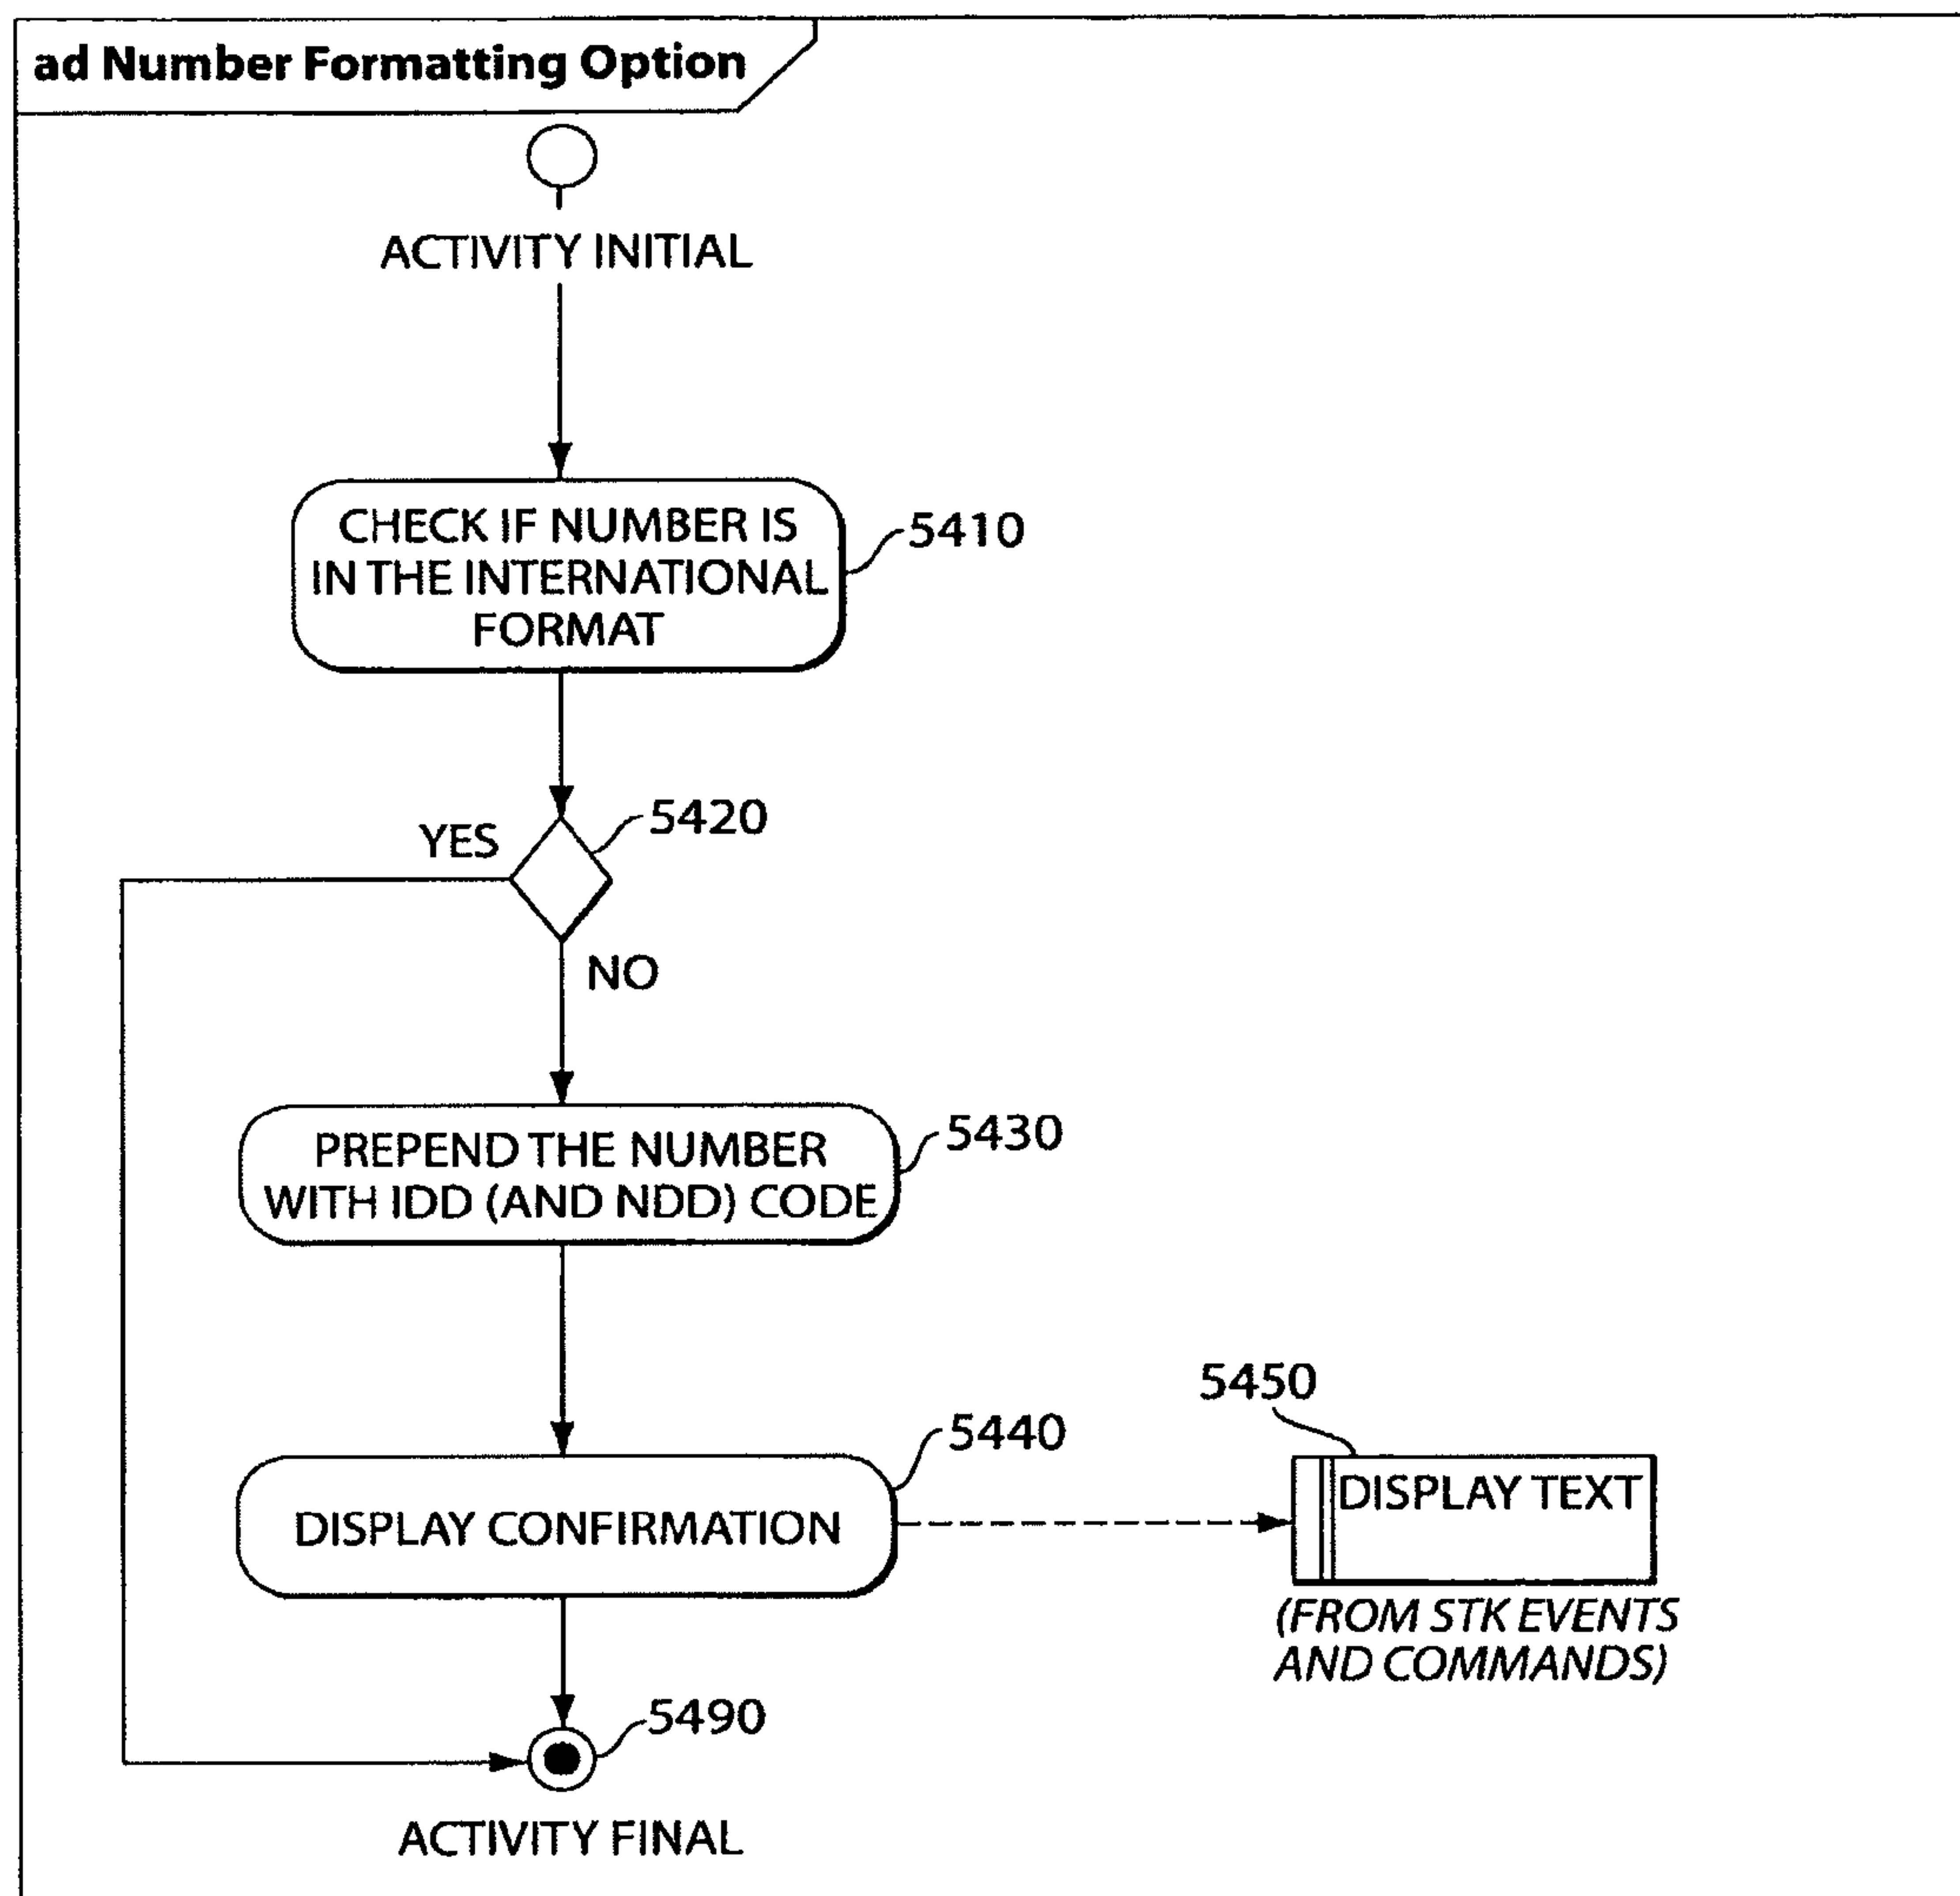 ad Number Formatting Option
ACTIVITY INITIAL
CHECK IF NUMBER IS
IN THE INTERNATIONAL
FORMAT
5410
YES
5420
NO
PREPEND THE NUMBER
WITH IDD (AND NDD) CODE
5430
DISPLAY CONFIRMATION
5440
5450
DISPLAY TEXT
(FROM STK EVENTS
AND COMMANDS)
5490
ACTIVITY FINAL